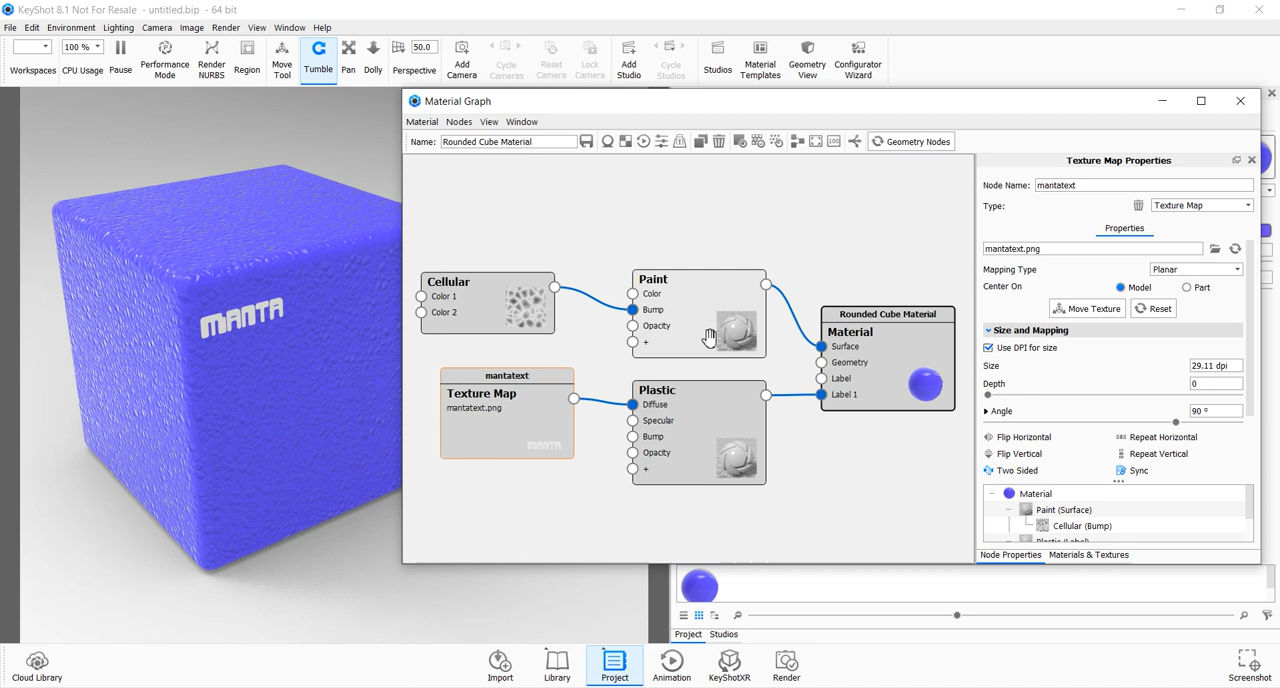 KeyShot 8.1 Not For Resale - untitled.bip - 64 bit
File Edit Environment Lighting Camera Image Render View Window Help
100 % 50.0
Workspaces CPU Usage Pause Performance Mode Render NURBS Region Move Tool Tumble Pan Dolly Perspective Add Camera Cycle Cameras Reset Camera Lock Camera Add Studio Cycle Studios Studios Material Templates Geometry View Configurator Wizard
Material Graph
Material Nodes View Window
Name: Rounded Cube Material Geometry Nodes
Texture Map Properties
Node Name: mantatext
Type: Texture Map
Properties
mantatext.png
Mapping Type Planar
Center On Model Part
Move Texture Reset
Size and Mapping
Use DPI for size
Size 29.11 dpi
Depth 0
Angle 90 °
Flip Horizontal Repeat Horizontal
Flip Vertical Repeat Vertical
Two Sided Sync
Material
Paint (Surface)
Cellular (Bump)
Plastic (Label)
Node Properties Materials & Textures
Cellular
Color 1
Color 2
Paint
Color
Bump
Opacity
+
mantatext
Texture Map
mantatext.png
MANTA
Plastic
Diffuse
Specular
Bump
Opacity
+
Rounded Cube Material
Material
Surface
Geometry
Label
Label 1
MANTA
Project Studios
Cloud Library Import Library Project Animation KeyShotXR Render Screenshot